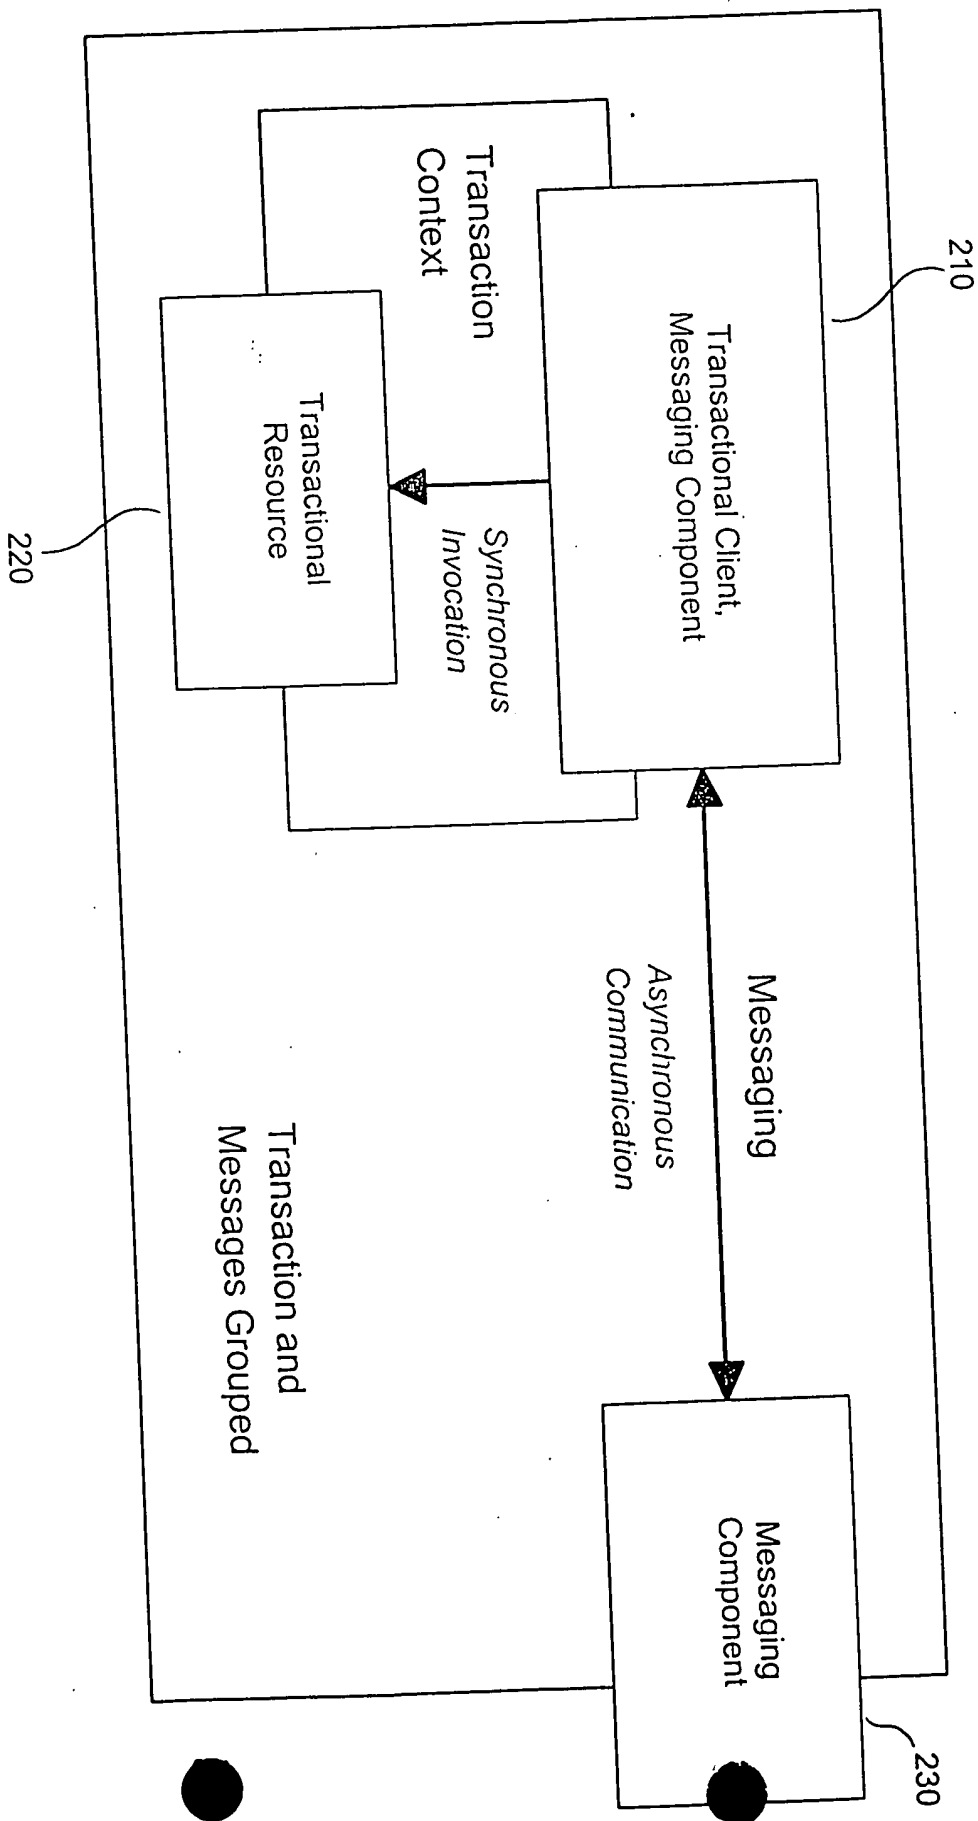 210
Transactional Client,
Messaging Component
Messaging
Asynchronous
Communication
Messaging
Component
230
Transaction
Context
Synchronous
Invocation
Transactional
Resource
220
Transaction and
Messages Grouped